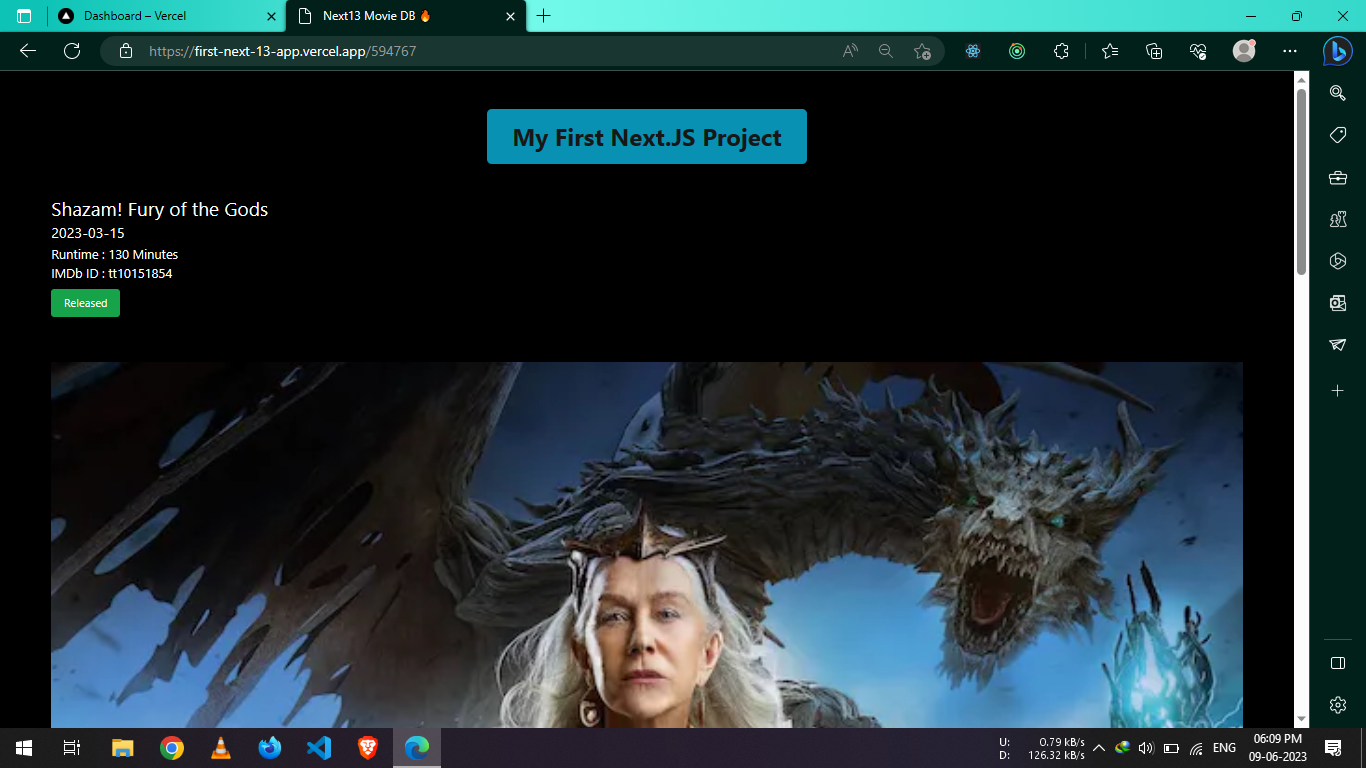 Dashboard – Vercel
Next13 Movie DB 🔥
https://first-next-13-app.vercel.app/594767
My First Next.JS Project
Shazam! Fury of the Gods
2023-03-15
Runtime : 130 Minutes
IMDb ID : tt10151854
Released
U: 0.79 kB/s
D: 126.32 kB/s
ENG
06:09 PM
09-06-2023